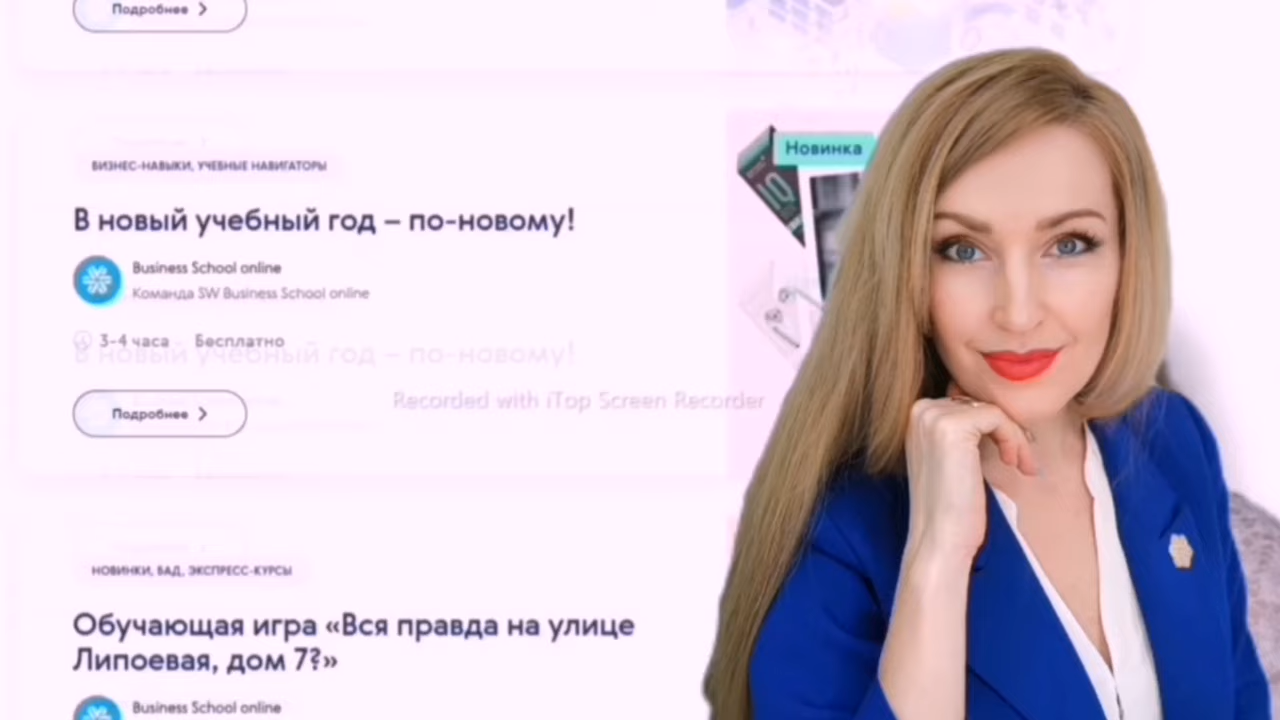 Подробнее
БИЗНЕС-НАВЫКИ, УЧЕБНЫЕ НАВИГАТОРЫ
Новинка
В новый учебный год – по-новому!
Business School online
Команда SW Business School online
3-4 часа Бесплатно
В новый учебный год – по-новому!
Подробнее
Recorded with iTop Screen Recorder
НОВИНКИ, БАД, ЭКСПРЕСС-КУРСЫ
Обучающая игра «Вся правда на улице
Липоевая, дом 7?»
Business School online